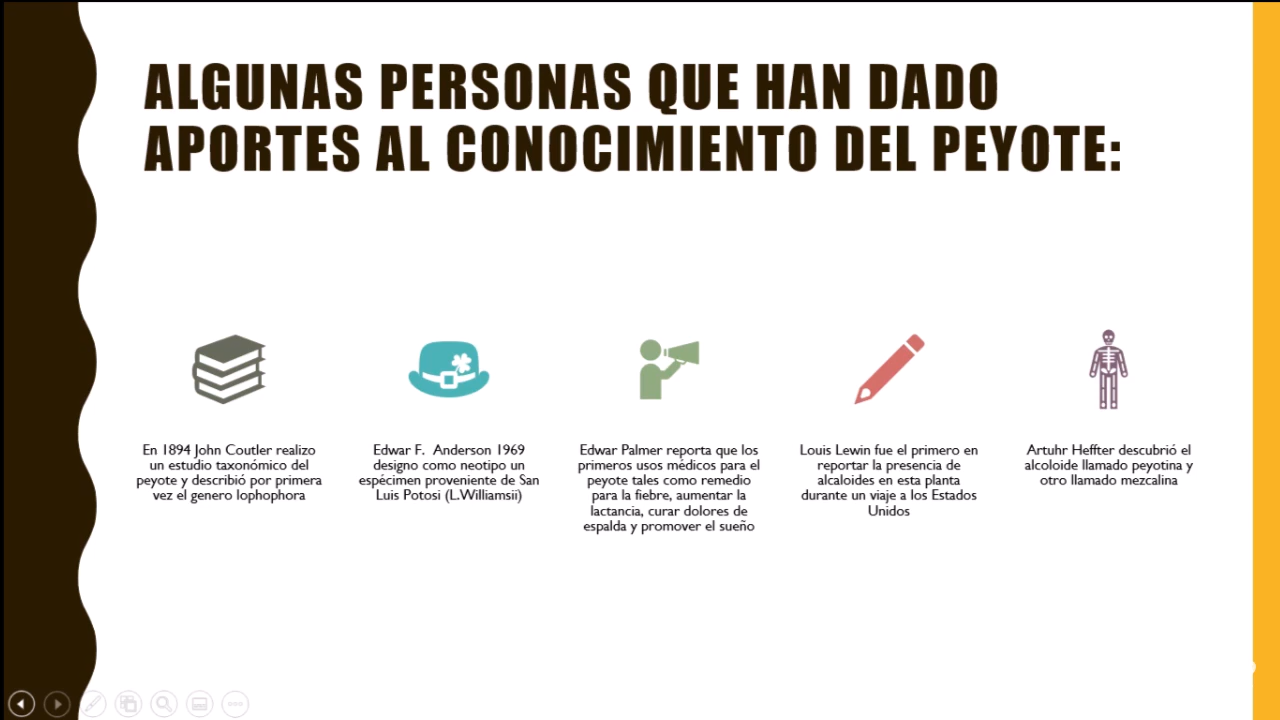 ALGUNAS PERSONAS QUE HAN DADO
APORTES AL CONOCIMIENTO DEL PEYOTE:
En 1894 John Coutler realizo
un estudio taxonómico del
peyote y describió por primera
vez el genero lophophora
Edwar F.  Anderson 1969
designo como neotipo un
espécimen proveniente de San
Luis Potosi (L.Williamsii)
Edwar Palmer reporta que los
primeros usos médicos para el
peyote tales como remedio
para la fiebre, aumentar la
lactancia, curar dolores de
espalda y promover el sueño
Louis Lewin fue el primero en
reportar la presencia de
alcaloides en esta planta
durante un viaje a los Estados
Unidos
Artuhr Heffter descubrió el
alcoloide llamado peyotina y
otro llamado mezcalina